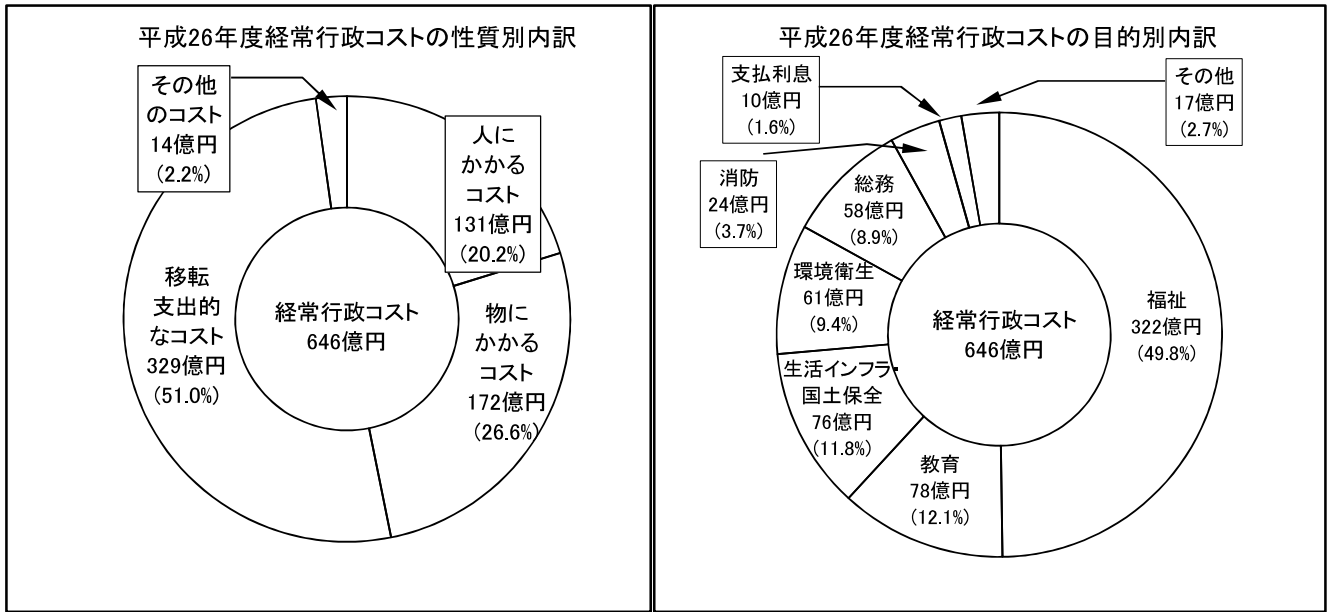 平成26年度経常行政コストの性質別内訳
その他
のコスト
14億円
(2.2%)
人に
かかる
コスト
131億円
(20.2%)
移転
支出的
なコスト
329億円
(51.0%)
経常行政コスト
646億円
物に
かかる
コスト
172億円
(26.6%)
平成26年度経常行政コストの目的別内訳
支払利息
10億円
(1.6%)
その他
17億円
(2.7%)
消防
24億円
(3.7%)
総務
58億円
(8.9%)
環境衛生
61億円
(9.4%)
経常行政コスト
646億円
福祉
322億円
(49.8%)
生活インフラ・
国土保全
76億円
(11.8%)
教育
78億円
(12.1%)